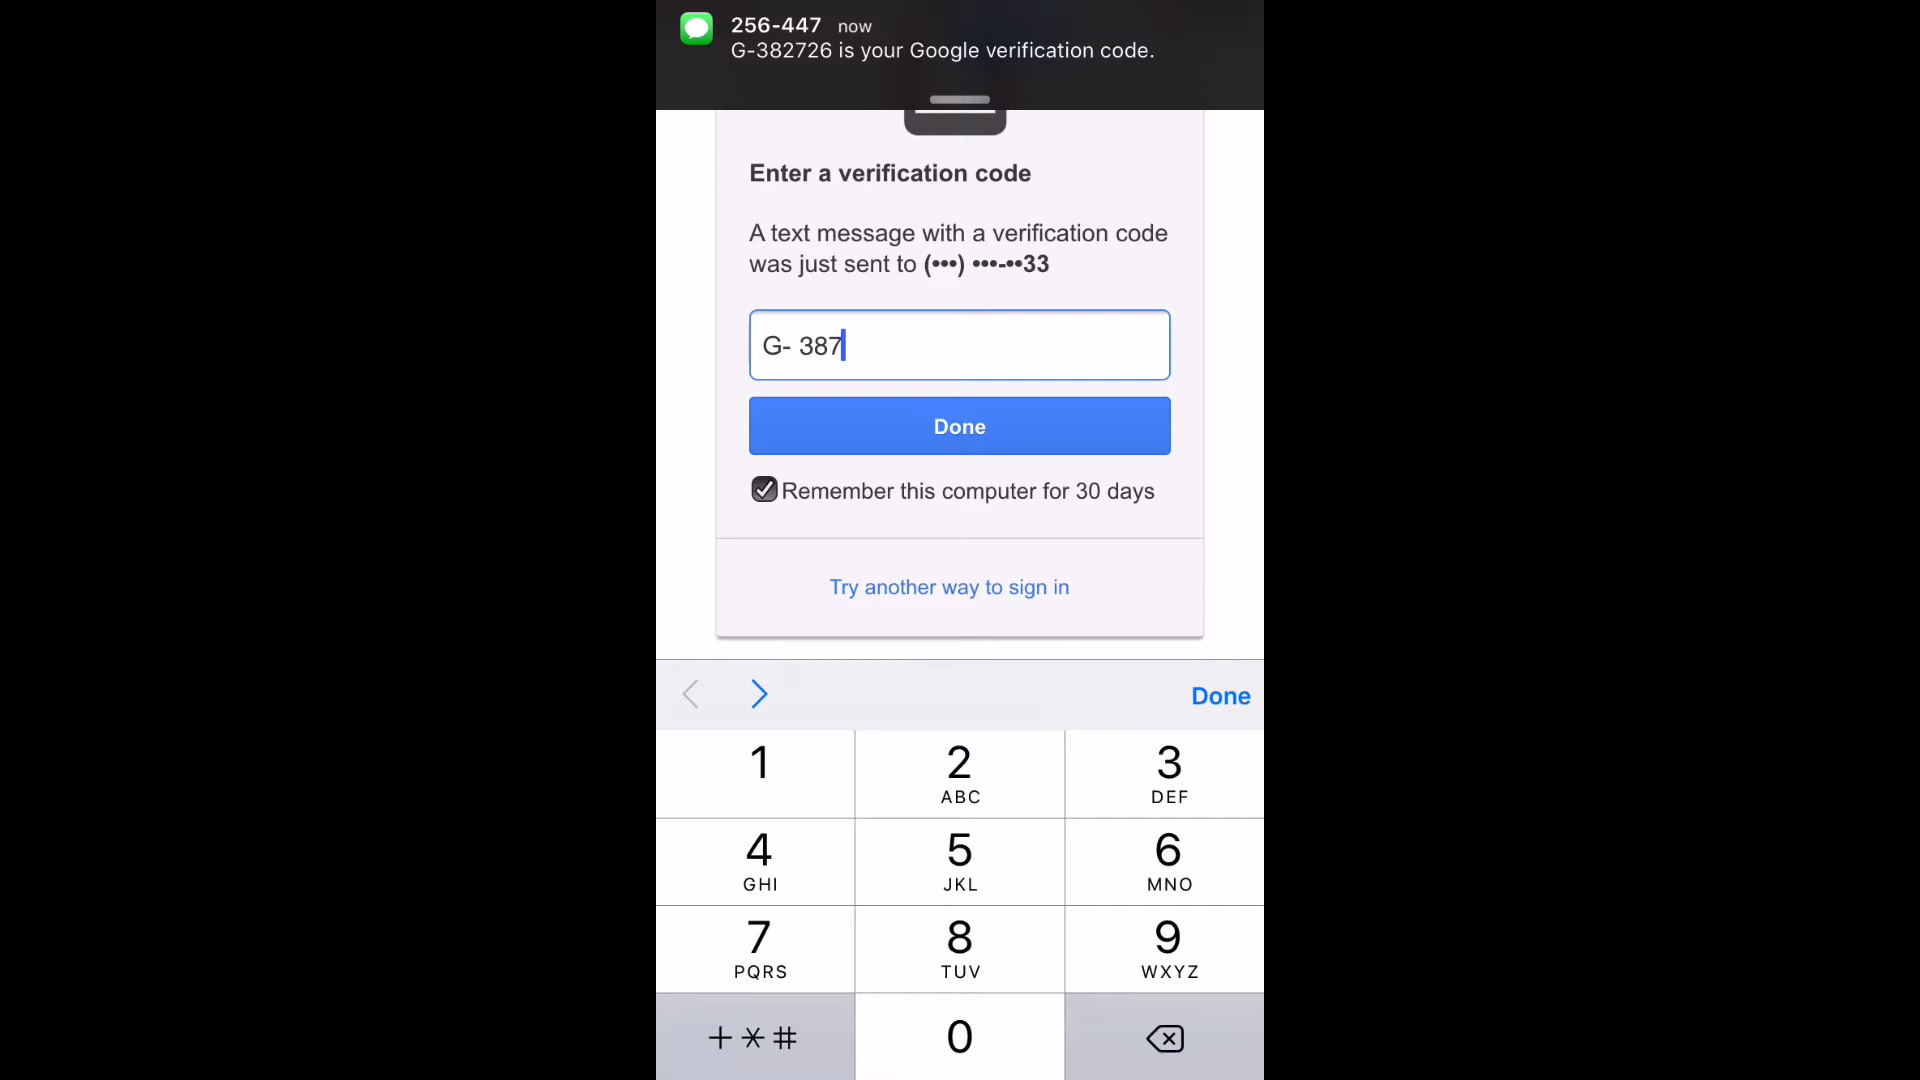 256-447 now
G-382726 is your Google verification code.
Enter a verification code
A text message with a verification code
was just sent to (•••) •••-••33
G- 387
Done
Remember this computer for 30 days
Try another way to sign in
Done
1
2
ABC
3
DEF
4
GHI
5
JKL
6
MNO
7
PQRS
8
TUV
9
WXYZ
+ * #
0